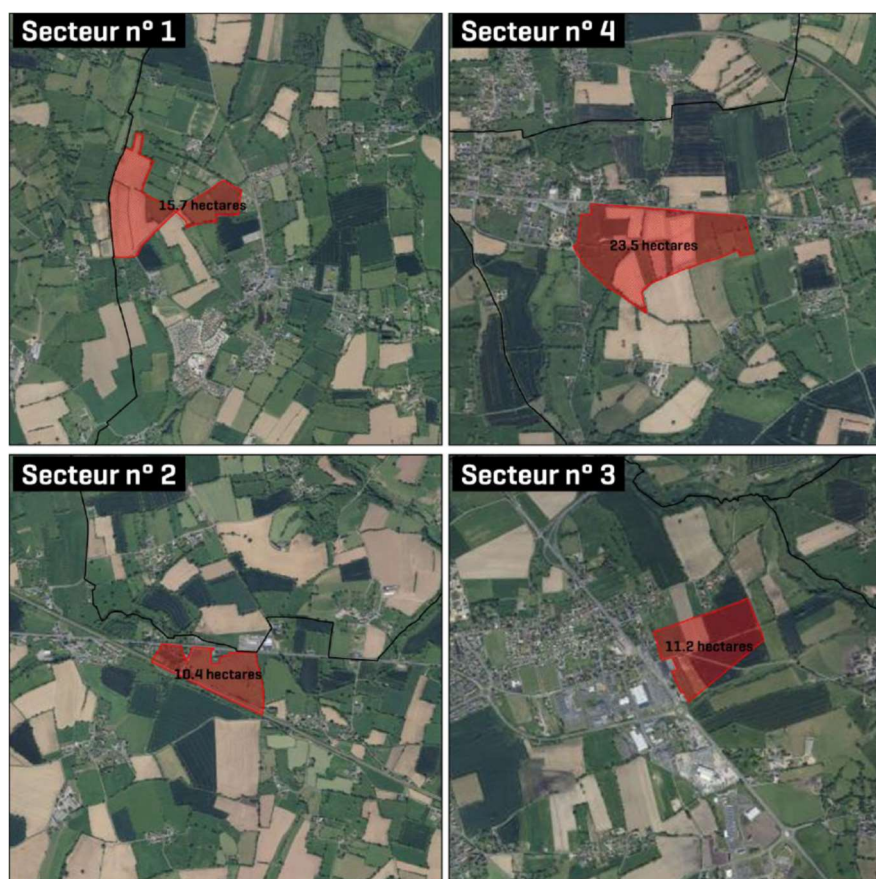 Secteur n° 1
15.7 hectares
Secteur n° 4
23.5 hectares
Secteur n° 2
10.4 hectares
Secteur n° 3
11.2 hectares